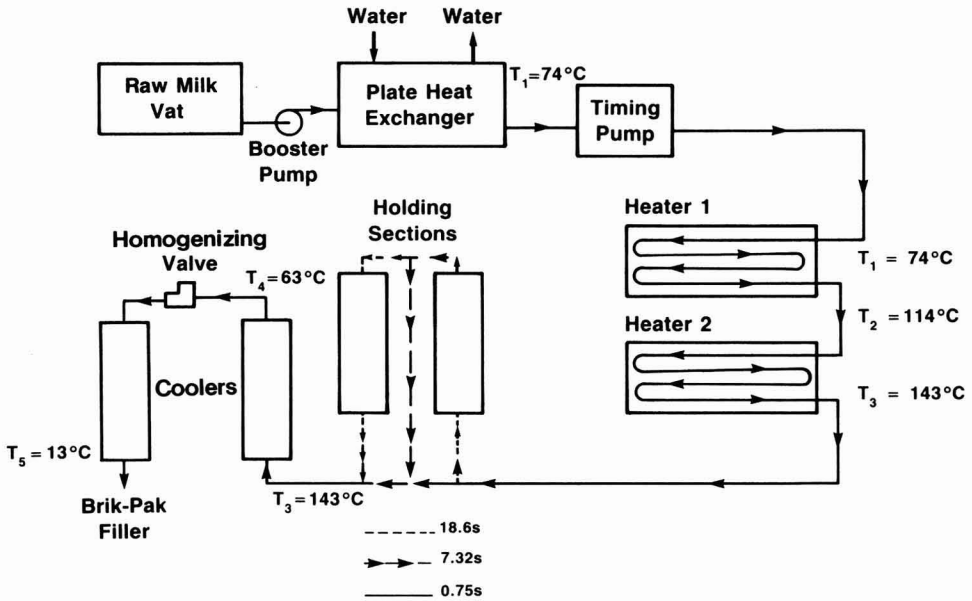 Water
Water
Raw Milk
Vat
Booster
Pump
Plate Heat
Exchanger
T₁=74°C
Timing
Pump
Heater 1
T₁ = 74°C
T₂=114°C
Heater 2
T₃ = 143°C
Holding
Sections
Homogenizing
Valve
T₄=63°C
Coolers
T₅=13°C
T₃=143°C
Brik-Pak
Filler
18.6s
7.32s
0.75s